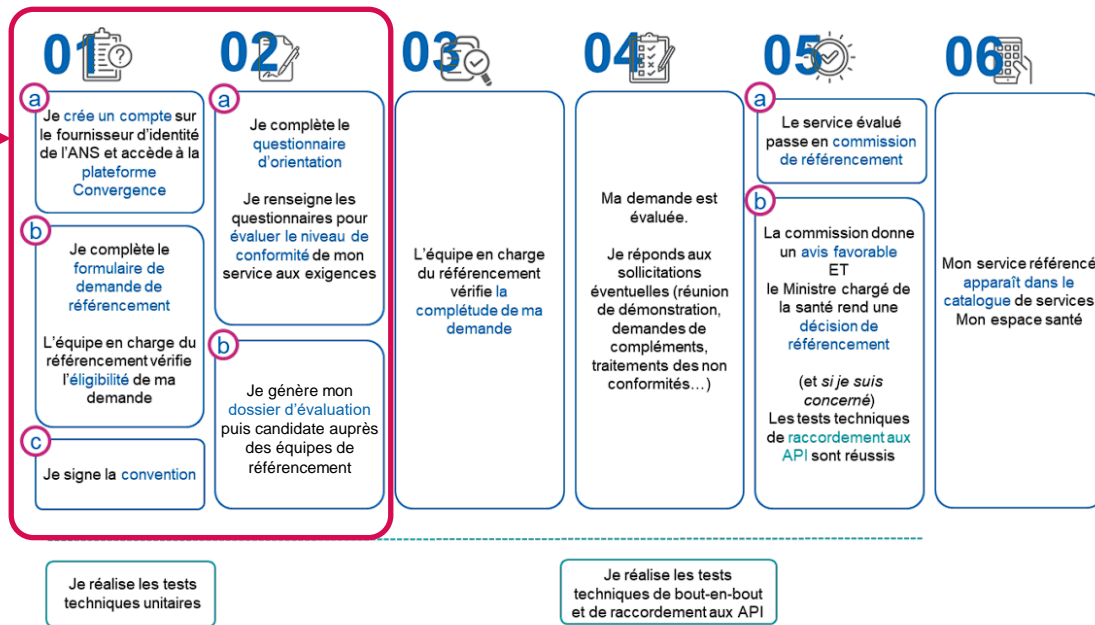 01
a
Je crée un compte sur
le fournisseur d'identité
de l'ANS et accède à la
plateforme
Convergence
b
Je complète le
formulaire de
demande de
référencement
L'équipe en charge du
référencement vérifie
l'éligibilité de ma
demande
c
Je signe la convention
02
a
Je complète le
questionnaire
d'orientation
Je renseigne les
questionnaires pour
évaluer le niveau de
conformité de mon
service aux exigences
b
Je génère mon
dossier d'évaluation
puis candidate auprès
des équipes de
référencement
03
L'équipe en charge
du référencement
vérifie la
complétude de ma
demande
04
Ma demande est
évaluée.
Je réponds aux
sollicitations
éventuelles (réunion
de démonstration,
demandes de
compléments,
traitements des non
conformités…)
05
a
Le service évalué
passe en commission
de référencement
b
La commission donne
un avis favorable
ET
le Ministre chargé de
la santé rend une
décision de
référencement
(et si je suis
concerné)
Les tests techniques
de raccordement aux
API sont réussis
06
Mon service référencé
apparaît dans le
catalogue de services
Mon espace santé
Je réalise les tests
techniques unitaires
Je réalise les tests
techniques de bout-en-bout
et de raccordement aux API